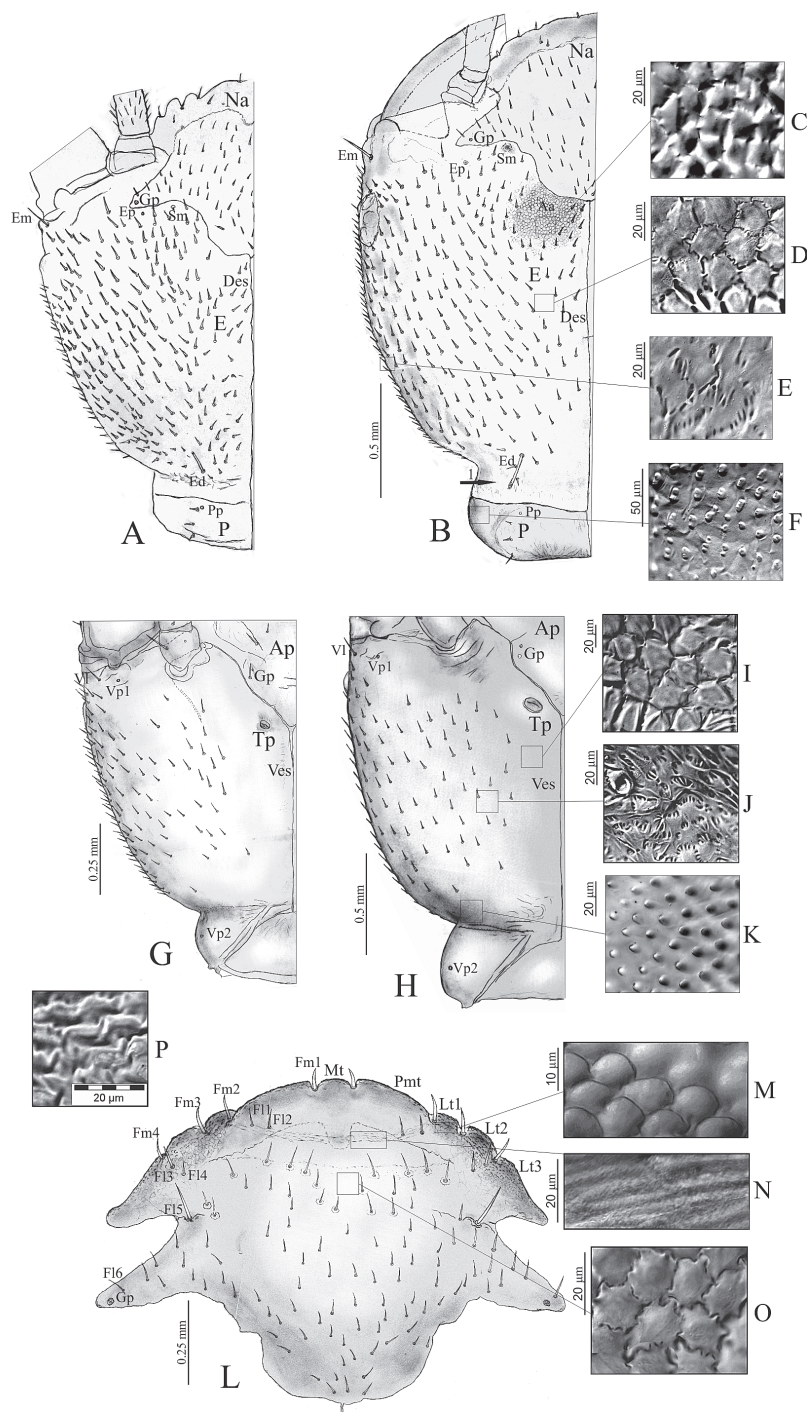 Na
Em
Gp
Ep
Sm
Des
E
Ed
Pp
P
A
0.5 mm
Na
Em
Gp
Ep
Sm
Aa
E
Des
Ed
1
Pp
P
B
20 µm
C
20 µm
D
20 µm
E
50 µm
F
Ap
Gp
Vl
Vp1
Tp
Ves
0.25 mm
Vp2
G
Ap
Gp
Vl
Vp1
Tp
Ves
0.5 mm
Vp2
H
20 µm
I
20 µm
J
20 µm
K
P
20 µm
Fm1
Mt
Pmt
Fm2
Fm3
Fl1
Fl2
Lt1
Lt2
Fm4
Lt3
Fl3
Fl4
Fl5
Fl6
Gp
0.25 mm
L
10 µm
M
20 µm
N
20 µm
O